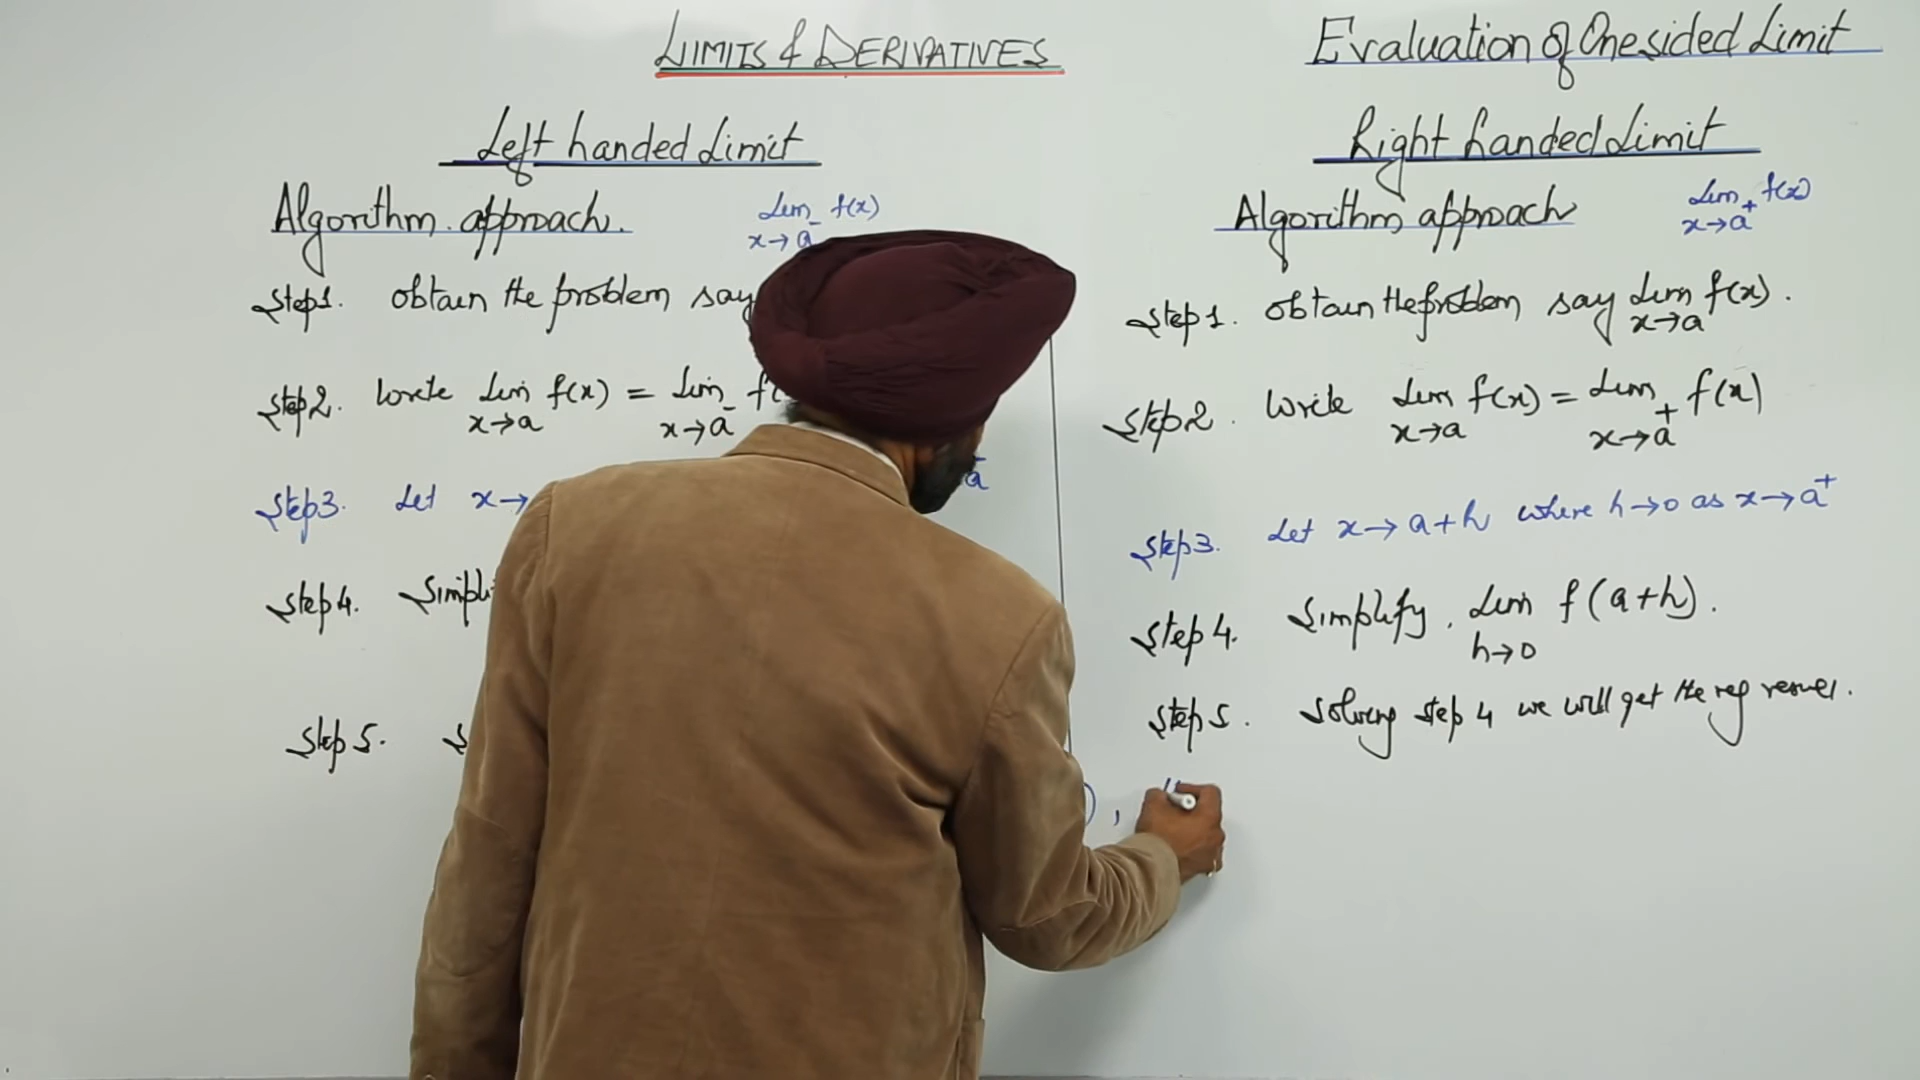 LIMITS & DERIVATIVES
Evaluation of One sided Limit
Left handed Limit
Algorithm approach.
Lim f(x)
x→a⁻
Step1. obtain the problem say
Step2. Write Lim f(x) = Lim
x→a x→a⁻
Step3. Let x→ a⁻
Step4.
Step 5.
Right handed Limit
Algorithm approach
Lim f(x)
x→a⁺
Step 1. obtain the problem say Lim f(x).
x→a
Step2. Write Lim f(x) = Lim f(x)
x→a x→a⁺
Step3. Let x→a+h where h→0 as x→a⁺
Step 4. Simplify. Lim f(a+h).
h→0
Step 5. Solving step 4 we will get the req